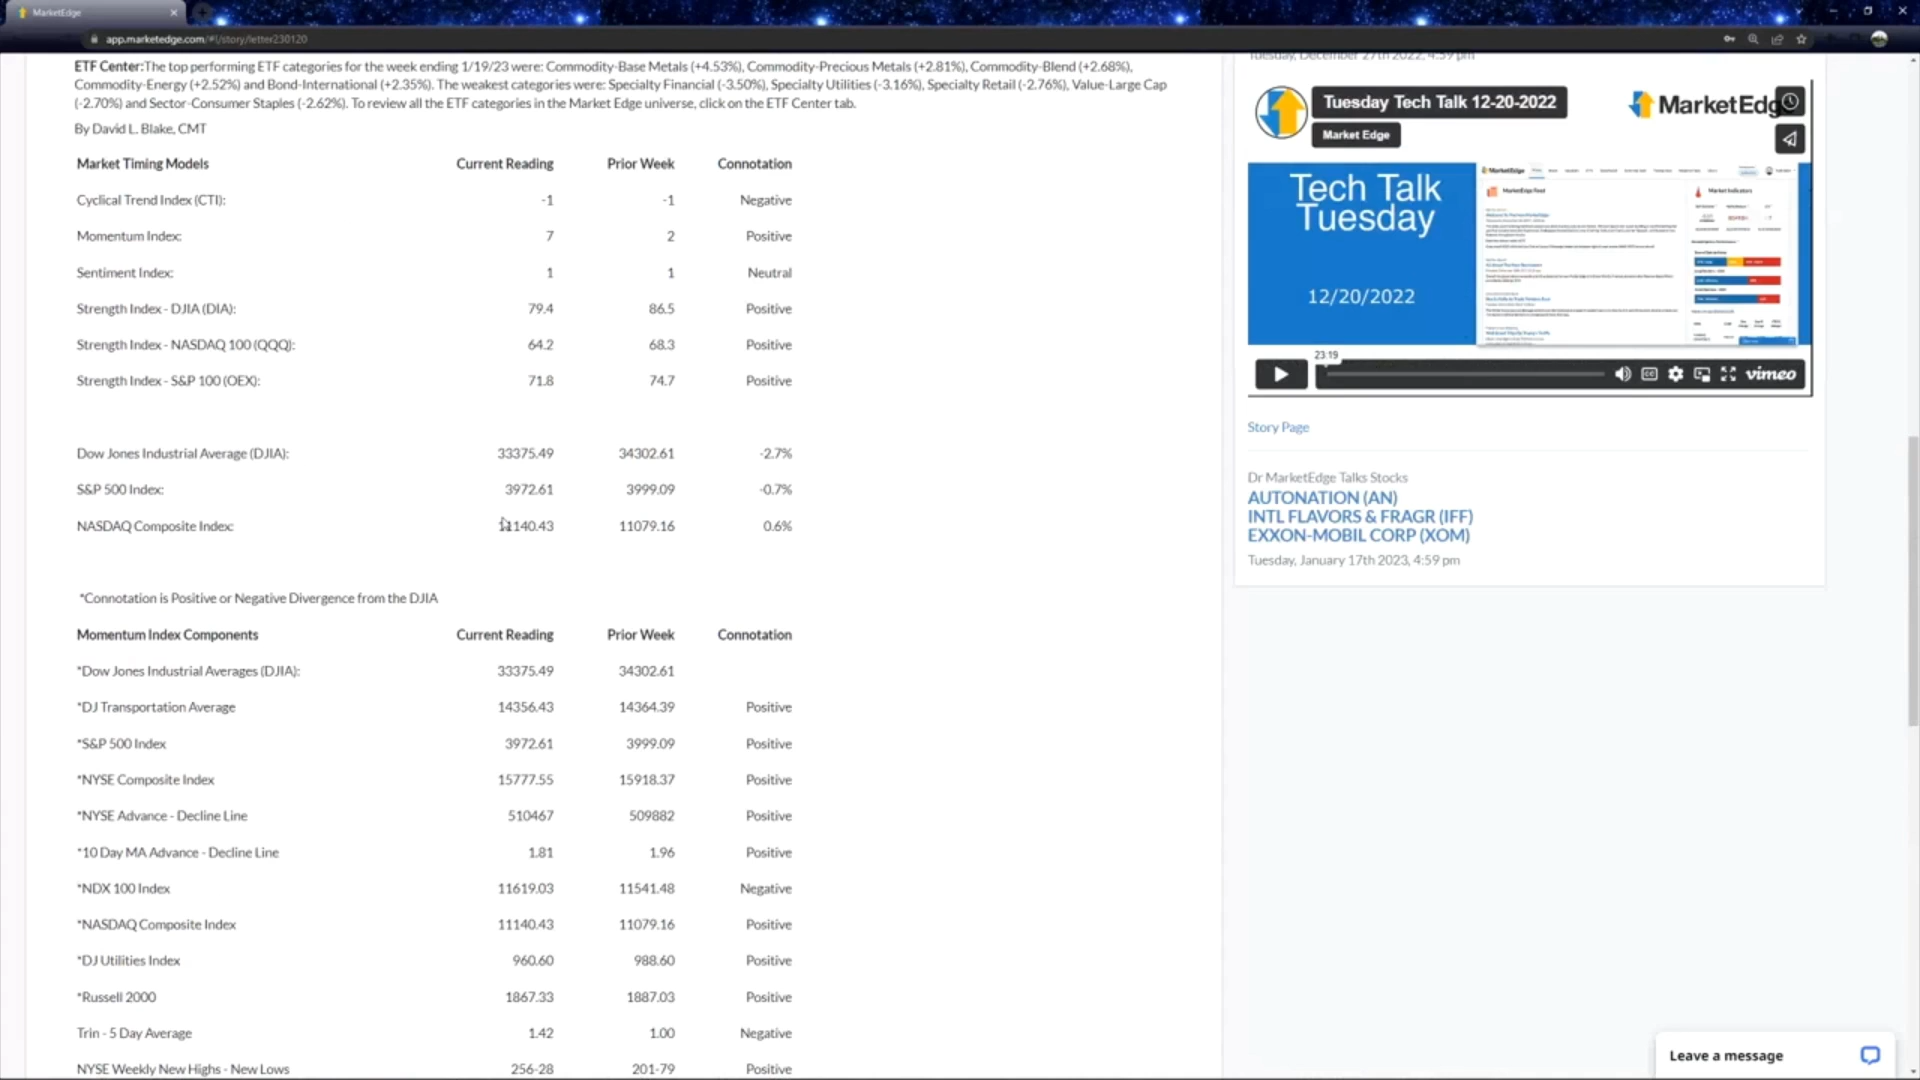 MarketEdge
app.marketedge.com/#!/story/letter230120
ETF Center:The top performing ETF categories for the week ending 1/19/23 were: Commodity-Base Metals (+4.53%), Commodity-Precious Metals (+2.81%), Commodity-Blend (+2.68%),
Commodity-Energy (+2.52%) and Bond-International (+2.35%). The weakest categories were: Specialty Financial (-3.50%), Specialty Utilities (-3.16%), Specialty Retail (-2.76%), Value-Large Cap
(-2.70%) and Sector-Consumer Staples (-2.62%). To review all the ETF categories in the Market Edge universe, click on the ETF Center tab.
By David L. Blake, CMT
Market Timing Models Current Reading Prior Week Connotation
Cyclical Trend Index (CTI): -1 -1 Negative
Momentum Index: 7 2 Positive
Sentiment Index: 1 1 Neutral
Strength Index - DJIA (DIA): 79.4 86.5 Positive
Strength Index - NASDAQ 100 (QQQ): 64.2 68.3 Positive
Strength Index - S&P 100 (OEX): 71.8 74.7 Positive
Dow Jones Industrial Average (DJIA): 33375.49 34302.61 -2.7%
S&P 500 Index: 3972.61 3999.09 -0.7%
NASDAQ Composite Index: 11140.43 11079.16 0.6%
*Connotation is Positive or Negative Divergence from the DJIA
Momentum Index Components Current Reading Prior Week Connotation
*Dow Jones Industrial Averages (DJIA): 33375.49 34302.61
*DJ Transportation Average 14356.43 14364.39 Positive
*S&P 500 Index 3972.61 3999.09 Positive
*NYSE Composite Index 15777.55 15918.37 Positive
*NYSE Advance - Decline Line 510467 509882 Positive
*10 Day MA Advance - Decline Line 1.81 1.96 Positive
*NDX 100 Index 11619.03 11541.48 Negative
*NASDAQ Composite Index 11140.43 11079.16 Positive
*DJ Utilities Index 960.60 988.60 Positive
*Russell 2000 1867.33 1887.03 Positive
Trin - 5 Day Average 1.42 1.00 Negative
NYSE Weekly New Highs - New Lows 256-28 201-79 Positive
Tuesday, December 27th 2022, 4:59 pm
Tuesday Tech Talk 12-20-2022
Market Edge
MarketEdge
Tech Talk
Tuesday
12/20/2022
MarketEdge
MarketEdge Feed
Market Indicators
23:19
vimeo
Story Page
Dr MarketEdge Talks Stocks
AUTONATION (AN)
INTL FLAVORS & FRAGR (IFF)
EXXON-MOBIL CORP (XOM)
Tuesday, January 17th 2023, 4:59 pm
Leave a message